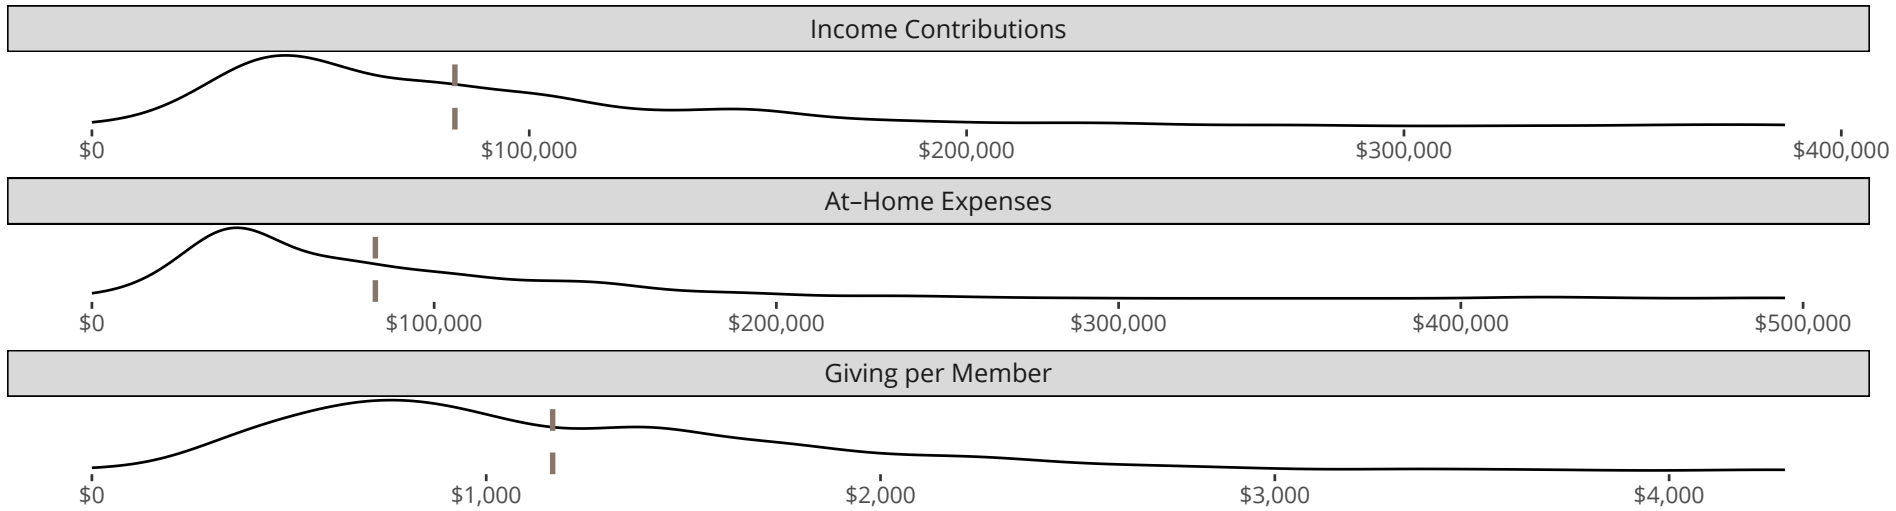 Income Contributions
$0 $100,000 $200,000 $300,000 $400,000
At–Home Expenses
$0 $100,000 $200,000 $300,000 $400,000 $500,000
Giving per Member
$0 $1,000 $2,000 $3,000 $4,000